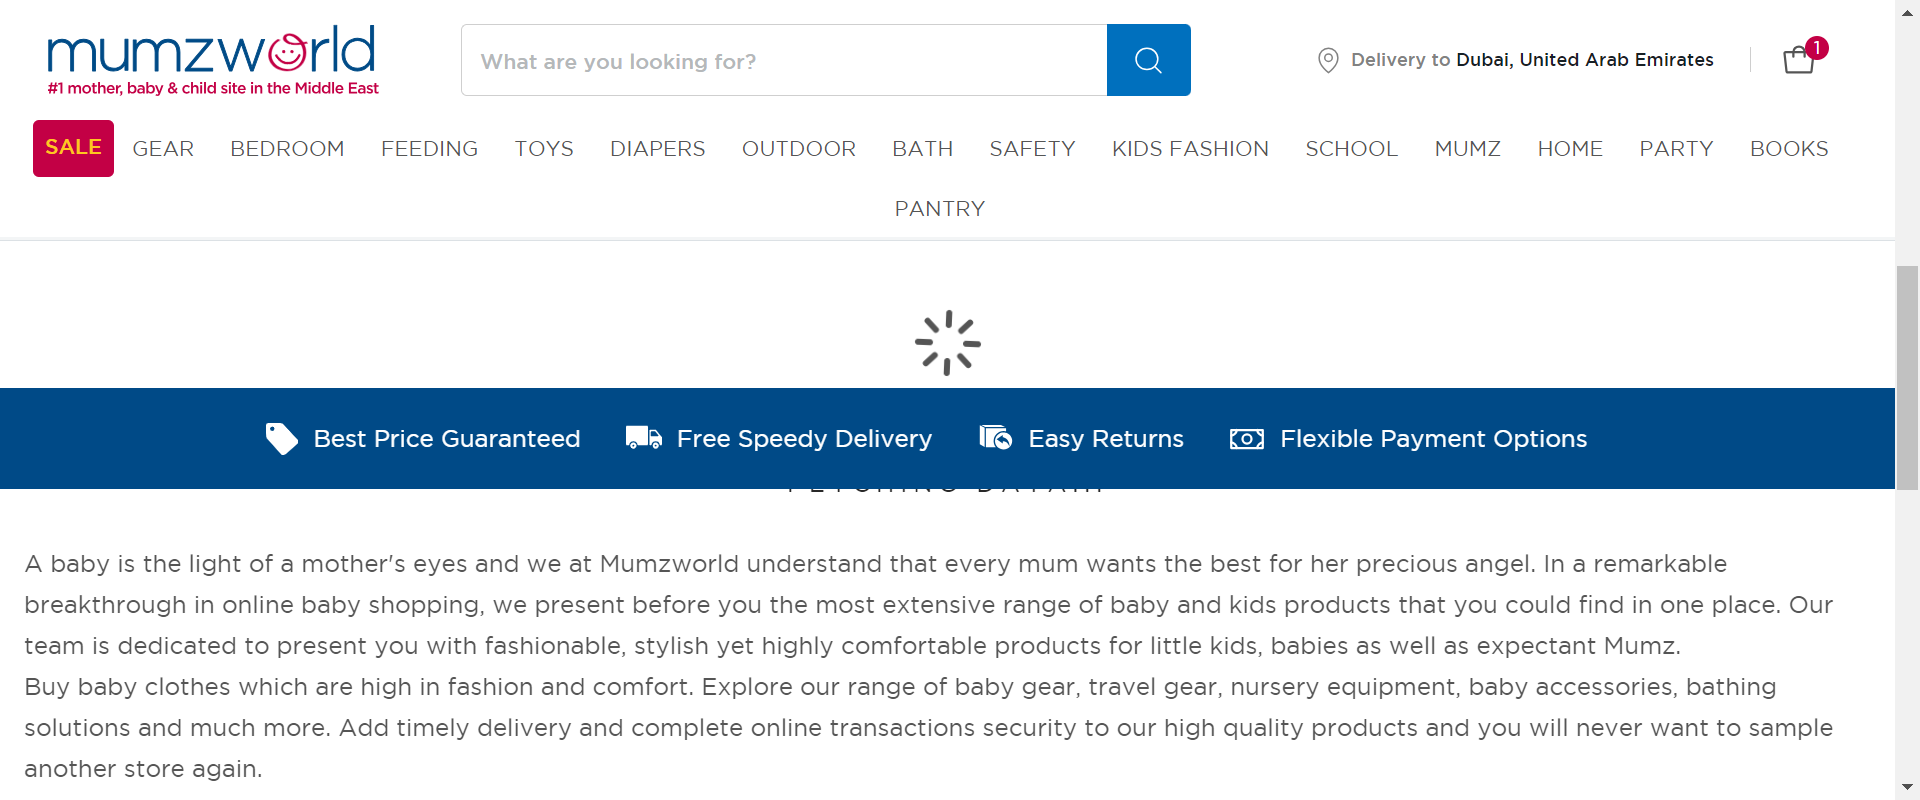 mumzworld
#1 mother, baby & child site in the Middle East
What are you looking for?
Delivery to Dubai, United Arab Emirates
1
SALE GEAR BEDROOM FEEDING TOYS DIAPERS OUTDOOR BATH SAFETY KIDS FASHION SCHOOL MUMZ HOME PARTY BOOKS
PANTRY
Best Price Guaranteed Free Speedy Delivery Easy Returns Flexible Payment Options
A baby is the light of a mother's eyes and we at Mumzworld understand that every mum wants the best for her precious angel. In a remarkable
breakthrough in online baby shopping, we present before you the most extensive range of baby and kids products that you could find in one place. Our
team is dedicated to present you with fashionable, stylish yet highly comfortable products for little kids, babies as well as expectant Mumz.
Buy baby clothes which are high in fashion and comfort. Explore our range of baby gear, travel gear, nursery equipment, baby accessories, bathing
solutions and much more. Add timely delivery and complete online transactions security to our high quality products and you will never want to sample
another store again.